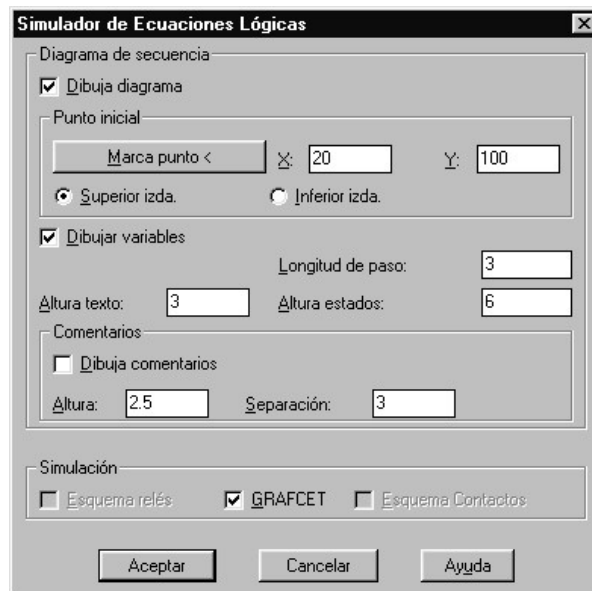 Simulador de Ecuaciones Lógicas
Diagrama de secuencia
Dibuja diagrama
Punto inicial
Marca punto < X: 20 Y: 100
Superior izda. Inferior izda.
Dibujar variables
Longitud de paso: 3
Altura texto: 3 Altura estados: 6
Comentarios
Dibuja comentarios
Altura: 2.5 Separación: 3
Simulación
Esquema relés GRAFCET Esquema Contactos
Aceptar Cancelar Ayuda